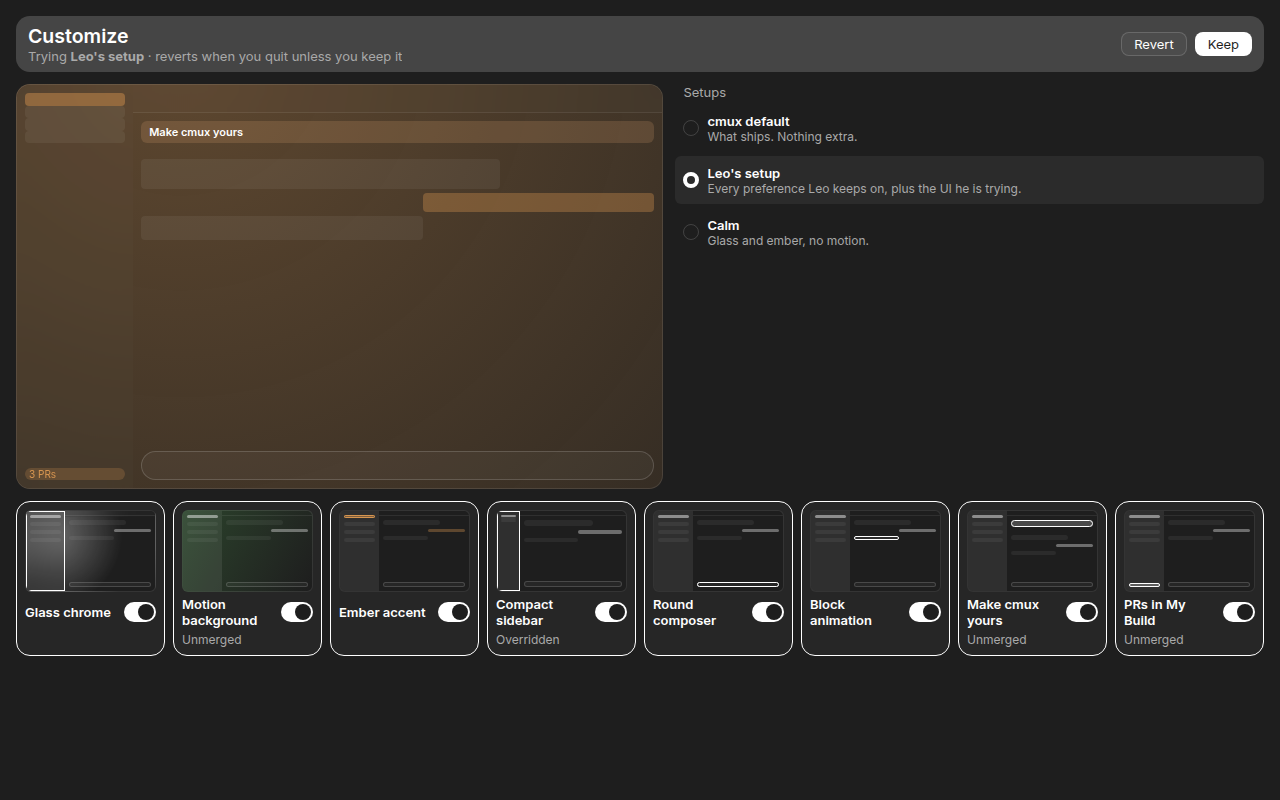 Customize
Trying Leo's setup · reverts when you quit unless you keep it
Revert
Keep
Make cmux yours
3 PRs
Setups
cmux default
What ships. Nothing extra.
Leo's setup
Every preference Leo keeps on, plus the UI he is trying.
Calm
Glass and ember, no motion.
Glass chrome
Motion
background
Unmerged
Ember accent
Compact
sidebar
Overridden
Round
composer
Block
animation
Make cmux
yours
Unmerged
PRs in My
Build
Unmerged